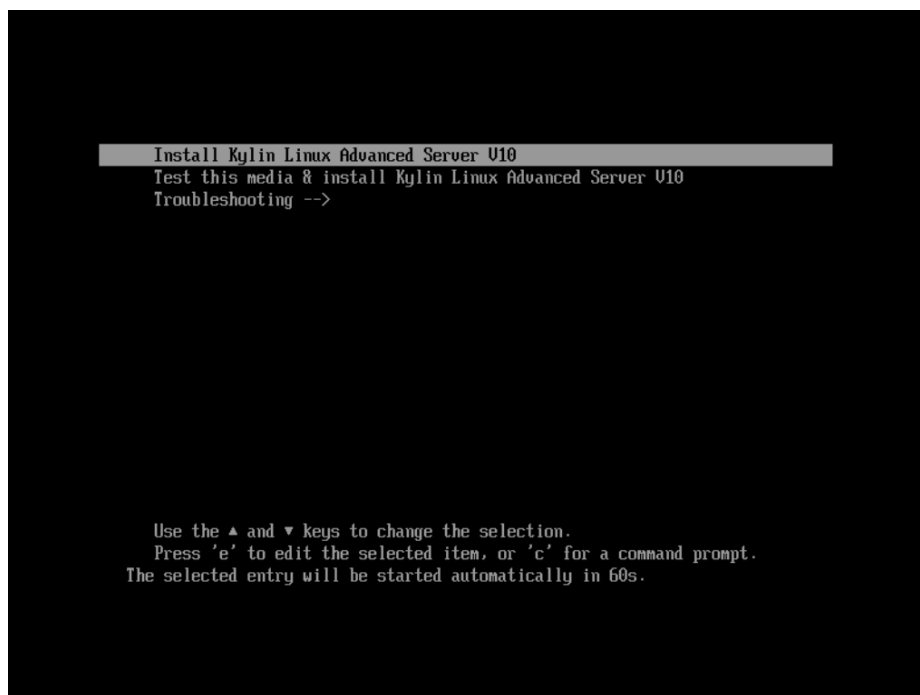 Install Kylin Linux Advanced Server V10
Test this media & install Kylin Linux Advanced Server V10
Troubleshooting -->
Use the ▲ and ▼ keys to change the selection.
Press 'e' to edit the selected item, or 'c' for a command prompt.
The selected entry will be started automatically in 60s.